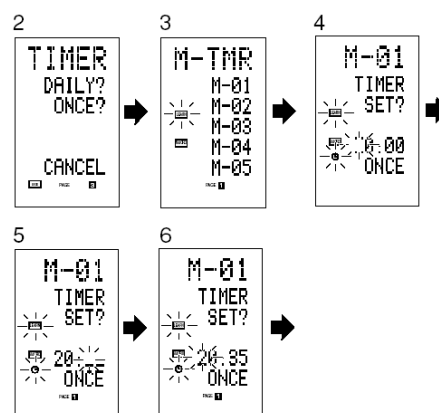 2
TIMER
DAILY?
ONCE?
CANCEL
PAGE 3
3
M-TMR
M-01
M-02
M-03
M-04
M-05
PAGE 1
4
M-01
TIMER
SET?
0.00
ONCE
5
M-01
TIMER
SET?
20.
ONCE
PAGE 1
6
M-01
TIMER
SET?
20.35
ONCE
PAGE 1